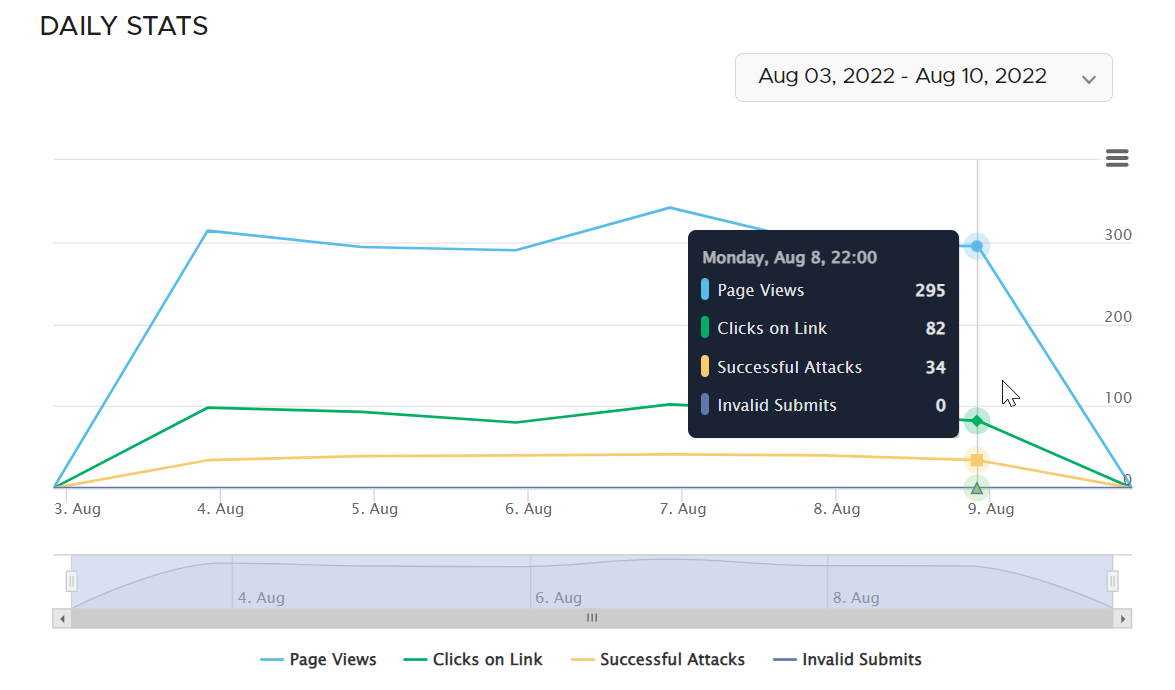 DAILY STATS
Aug 03, 2022 - Aug 10, 2022
Monday, Aug 8, 22:00
Page Views 295
Clicks on Link 82
Successful Attacks 34
Invalid Submits 0
300
200
100
0
3. Aug 4. Aug 5. Aug 6. Aug 7. Aug 8. Aug 9. Aug
4. Aug 6. Aug 8. Aug
Page Views Clicks on Link Successful Attacks Invalid Submits